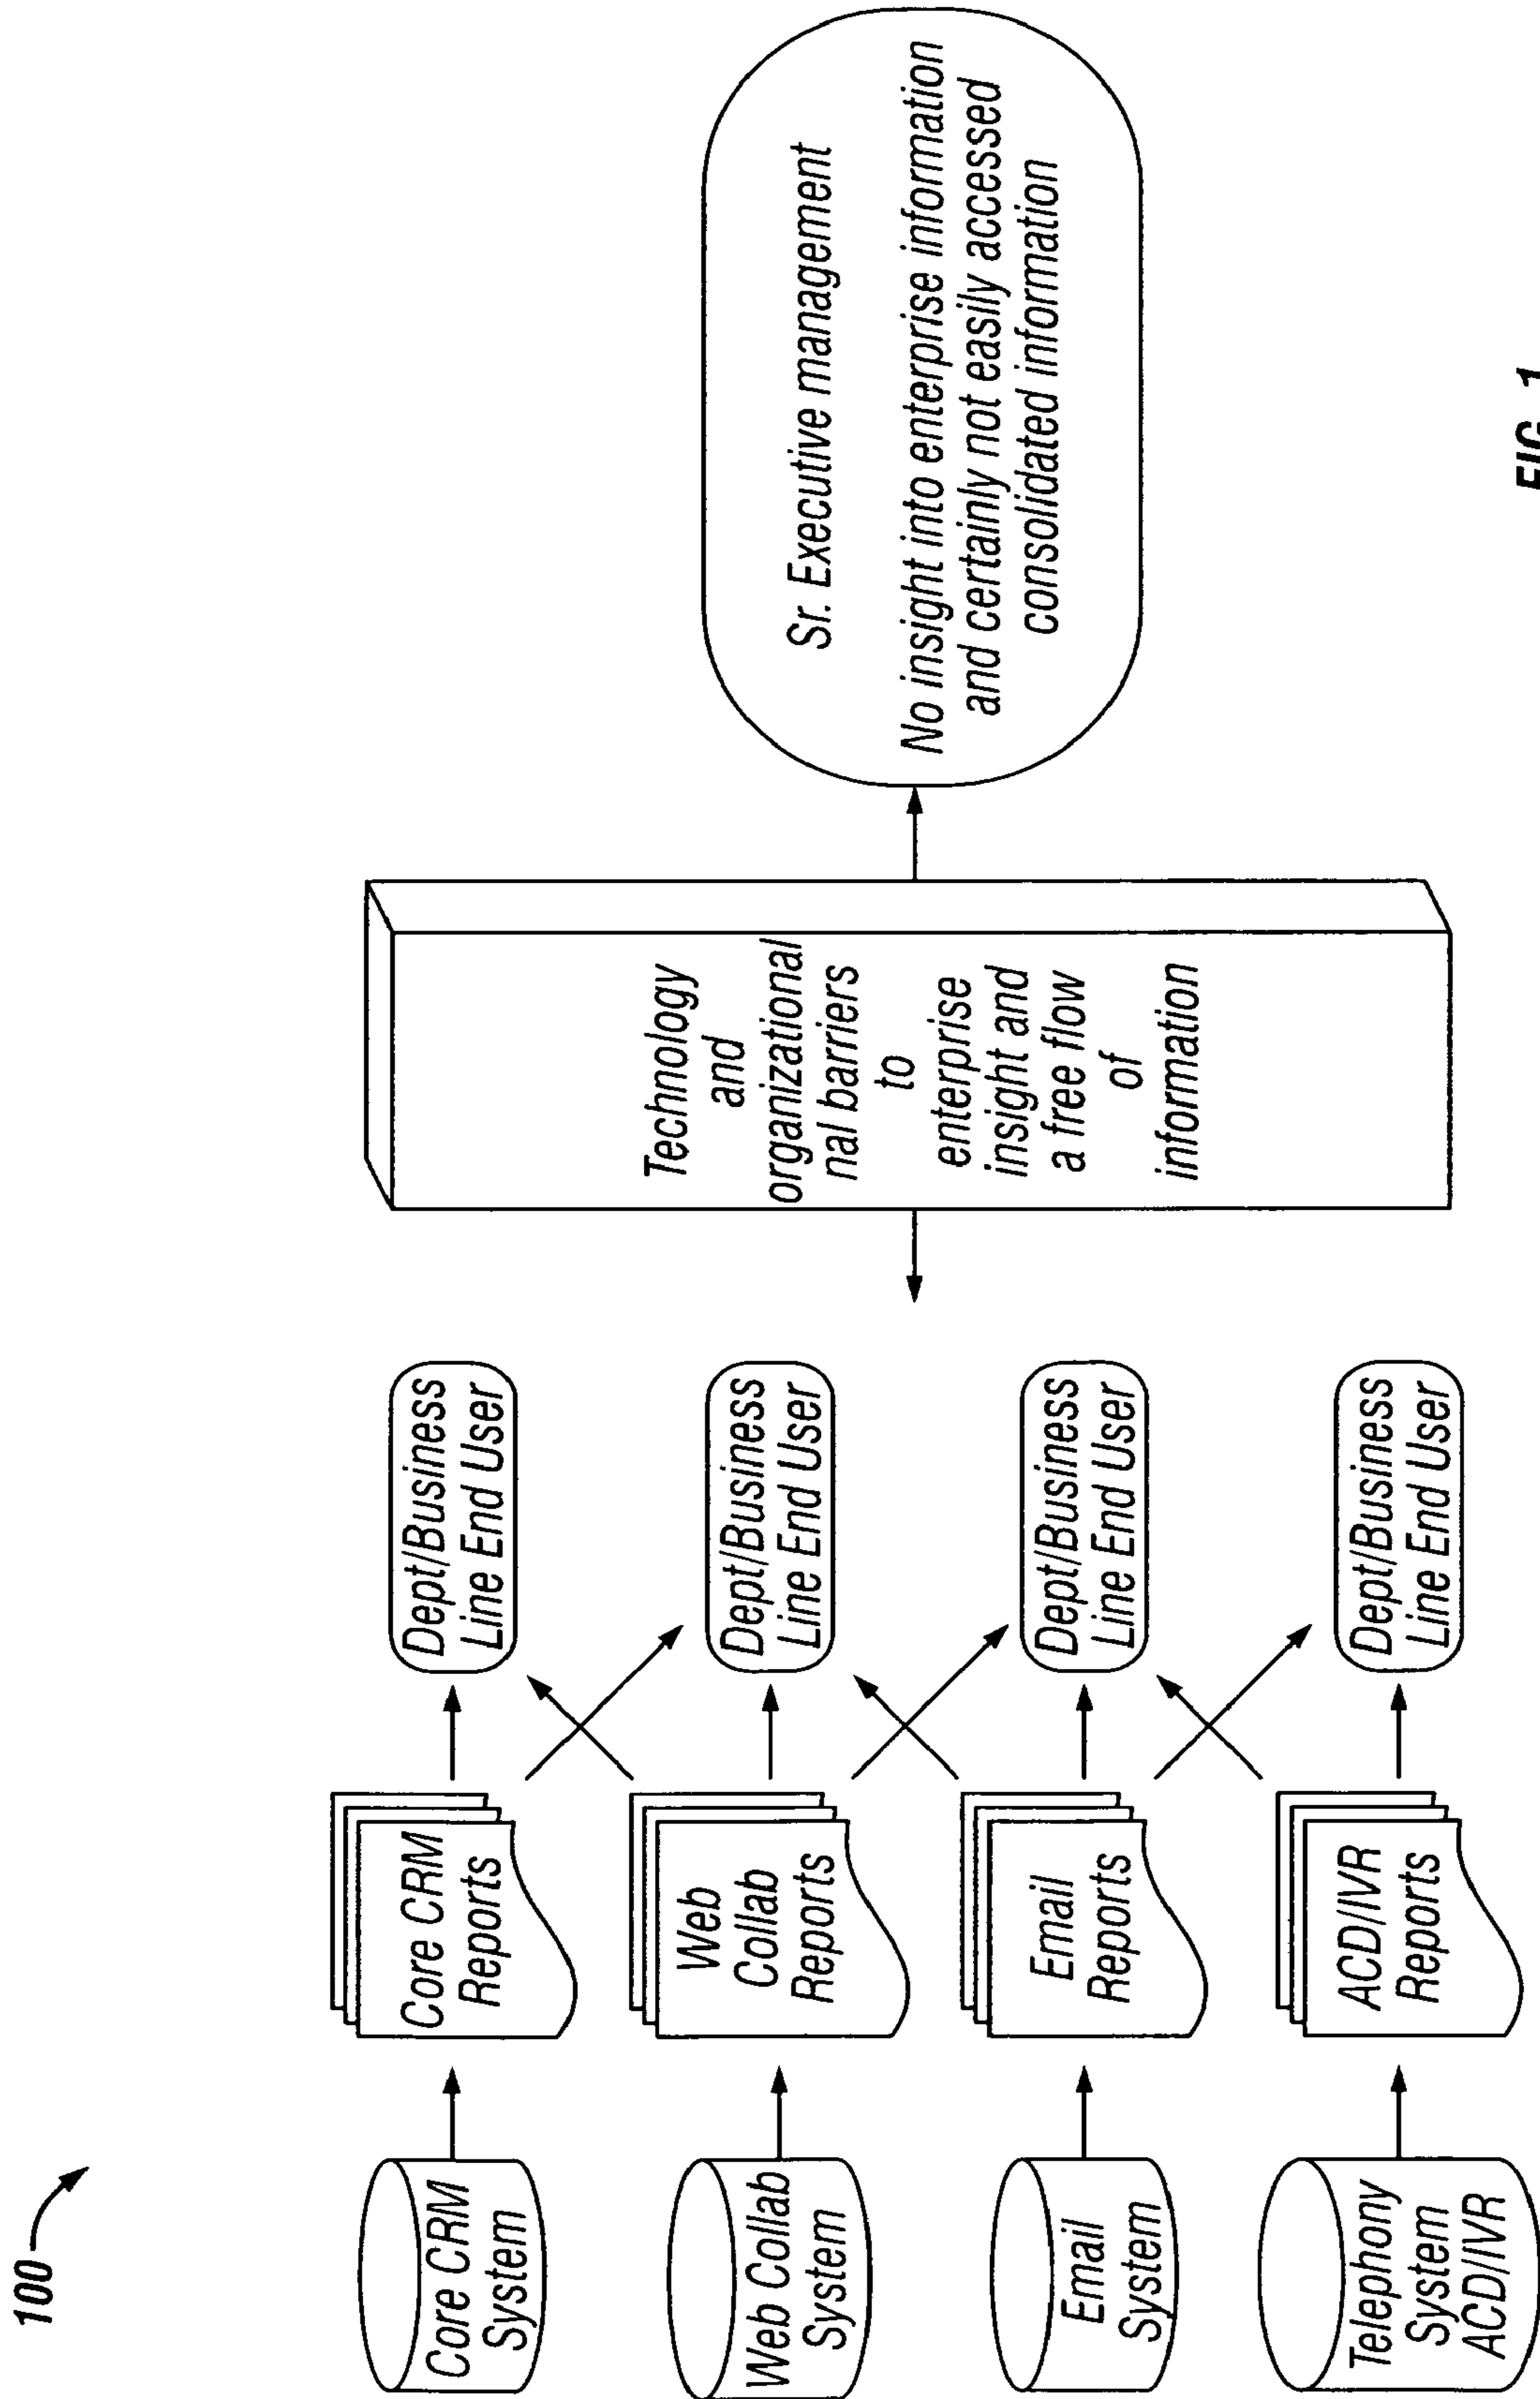 100
Core CRM
System
Core CRM
Reports
Dept/Business
Line End User
Web Collab
System
Web
Collab
Reports
Dept/Business
Line End User
Email
System
Email
Reports
Dept/Business
Line End User
Telephony
System
ACD/IVR
ACD/IVR
Reports
Dept/Business
Line End User
Technology
and
organizational
nal barriers
to
enterprise
insight and
a free flow
of
information
Sr. Executive management
No insight into enterprise information
and certainly not easily accessed
consolidated information
FIG. 1